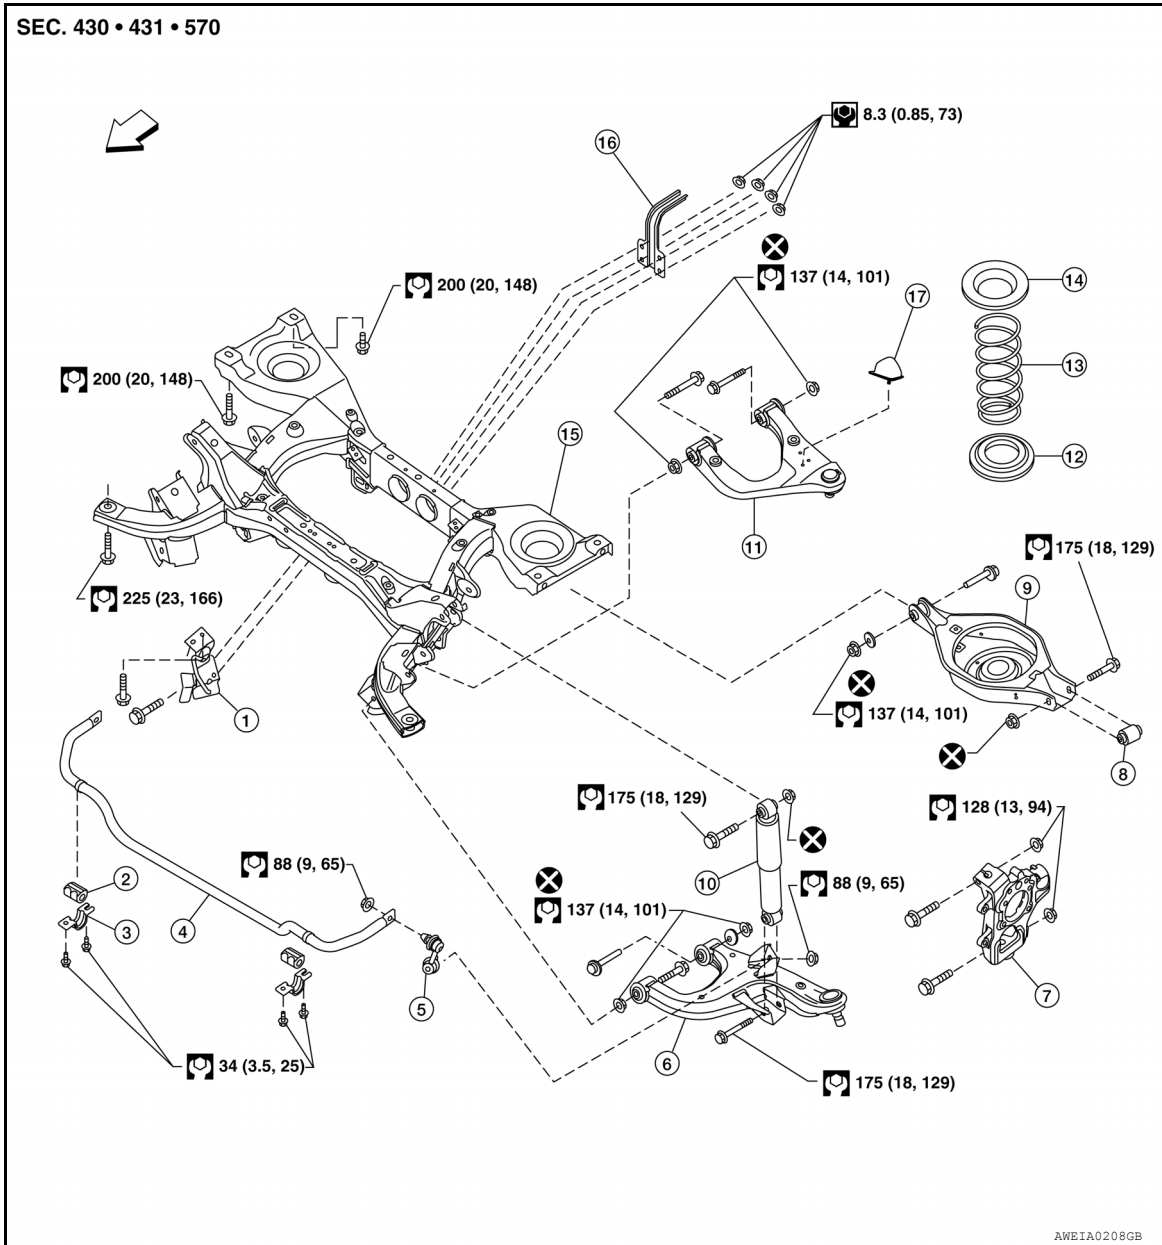 SEC. 430 • 431 • 570
8.3 (0.85, 73)
16
137 (14, 101)
14
200 (20, 148)
17
13
200 (20, 148)
15
12
11
175 (18, 129)
9
225 (23, 166)
1
137 (14, 101)
8
175 (18, 129)
128 (13, 94)
88 (9, 65)
2
10
88 (9, 65)
137 (14, 101)
3
4
5
7
6
34 (3.5, 25)
175 (18, 129)
AWEIA0208GB